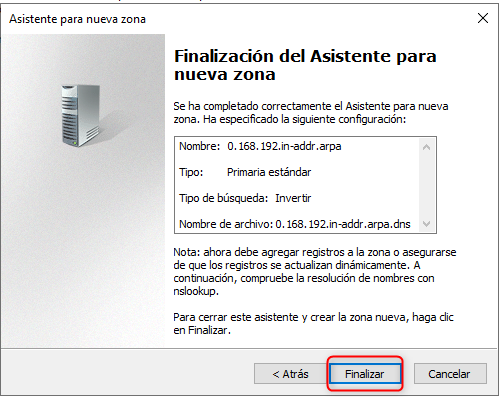 Asistente para nueva zona
Finalización del Asistente para
nueva zona
Se ha completado correctamente el Asistente para nueva
zona. Ha especificado la siguiente configuración:
Nombre: 0.168.192.in-addr.arpa
Tipo: Primaria estándar
Tipo de búsqueda: Invertir
Nombre de archivo: 0.168.192.in-addr.arpa.dns
Nota: ahora debe agregar registros a la zona o asegurarse
de que los registros se actualizan dinámicamente. A
continuación, compruebe la resolución de nombres con
nslookup.
Para cerrar este asistente y crear la zona nueva, haga clic
en Finalizar.
< Atrás Finalizar Cancelar